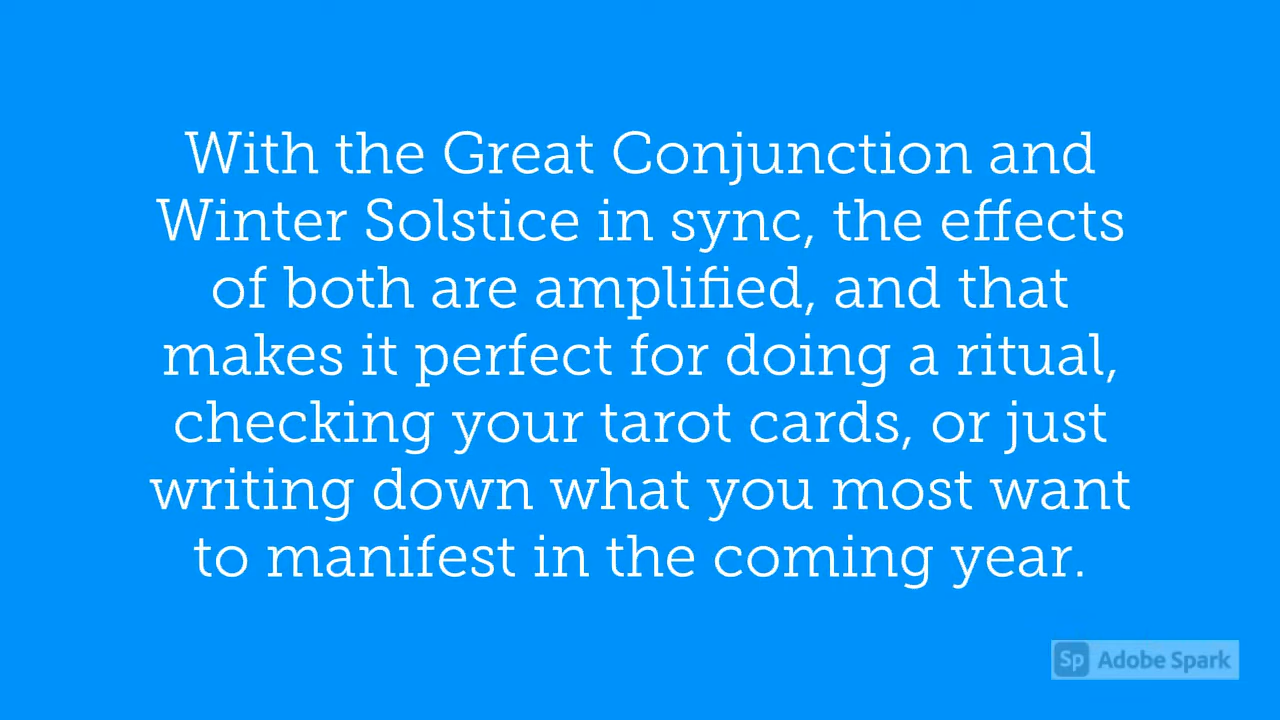 With the Great Conjunction and
Winter Solstice in sync, the effects
of both are amplified, and that
makes it perfect for doing a ritual,
checking your tarot cards, or just
writing down what you most want
to manifest in the coming year.
Sp Adobe Spark